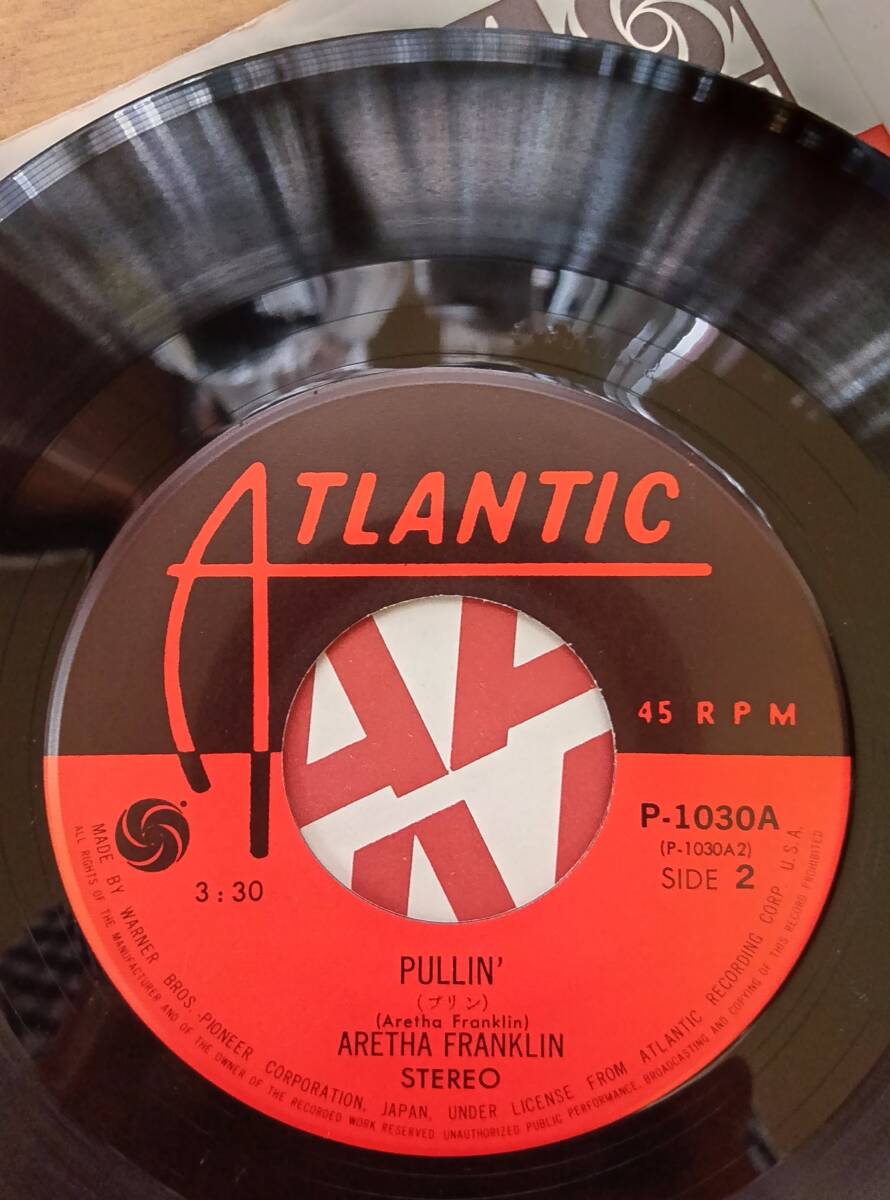 ATLANTIC
45 RPM
P-1030A
(P-1030A2)
SIDE 2
3:30
PULLIN'
(プリン)
(Aretha Franklin)
ARETHA FRANKLIN
STEREO
MADE BY WARNER BROS.-PIONEER CORPORATION, JAPAN, UNDER LICENSE FROM ATLANTIC RECORDING CORP. U.S.A.
ALL RIGHTS OF THE MANUFACTURER AND OF THE OWNER OF THE RECORDED WORK RESERVED UNAUTHORIZED PUBLIC PERFORMANCE, BROADCASTING AND COPYING OF THIS RECORD PROHIBITED